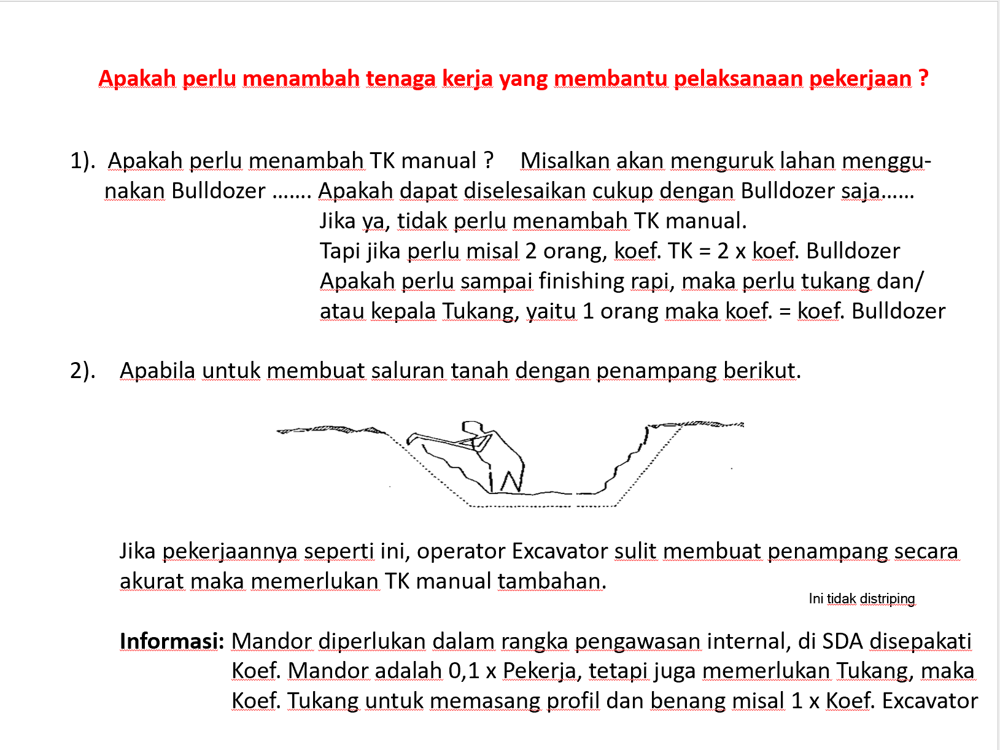 Apakah perlu menambah tenaga kerja yang membantu pelaksanaan pekerjaan ?
1). Apakah perlu menambah TK manual ? Misalkan akan menguruk lahan menggu-
nakan Bulldozer ....... Apakah dapat diselesaikan cukup dengan Bulldozer saja......
Jika ya, tidak perlu menambah TK manual.
Tapi jika perlu misal 2 orang, koef. TK = 2 x koef. Bulldozer
Apakah perlu sampai finishing rapi, maka perlu tukang dan/
atau kepala Tukang, yaitu 1 orang maka koef. = koef. Bulldozer
2). Apabila untuk membuat saluran tanah dengan penampang berikut.
Jika pekerjaannya seperti ini, operator Excavator sulit membuat penampang secara
akurat maka memerlukan TK manual tambahan.
Ini tidak distriping
Informasi: Mandor diperlukan dalam rangka pengawasan internal, di SDA disepakati
Koef. Mandor adalah 0,1 x Pekerja, tetapi juga memerlukan Tukang, maka
Koef. Tukang untuk memasang profil dan benang misal 1 x Koef. Excavator